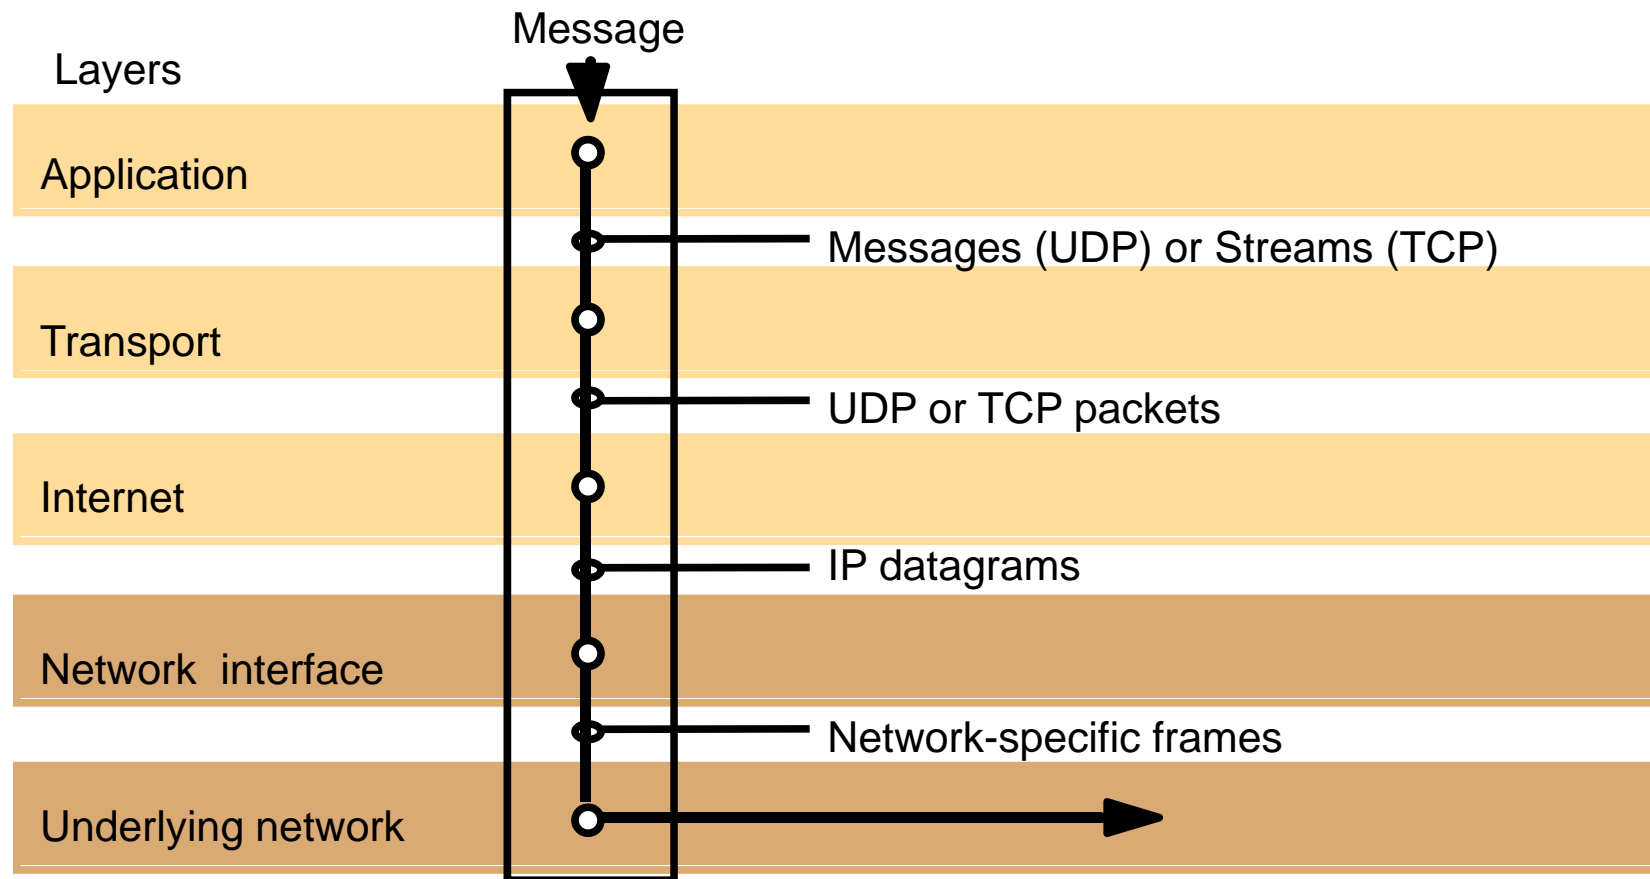 Message
Layers
Application
Messages (UDP) or Streams (TCP)
Transport
UDP or TCP packets
Internet
IP datagrams
Network interface
Network-specific frames
Underlying network